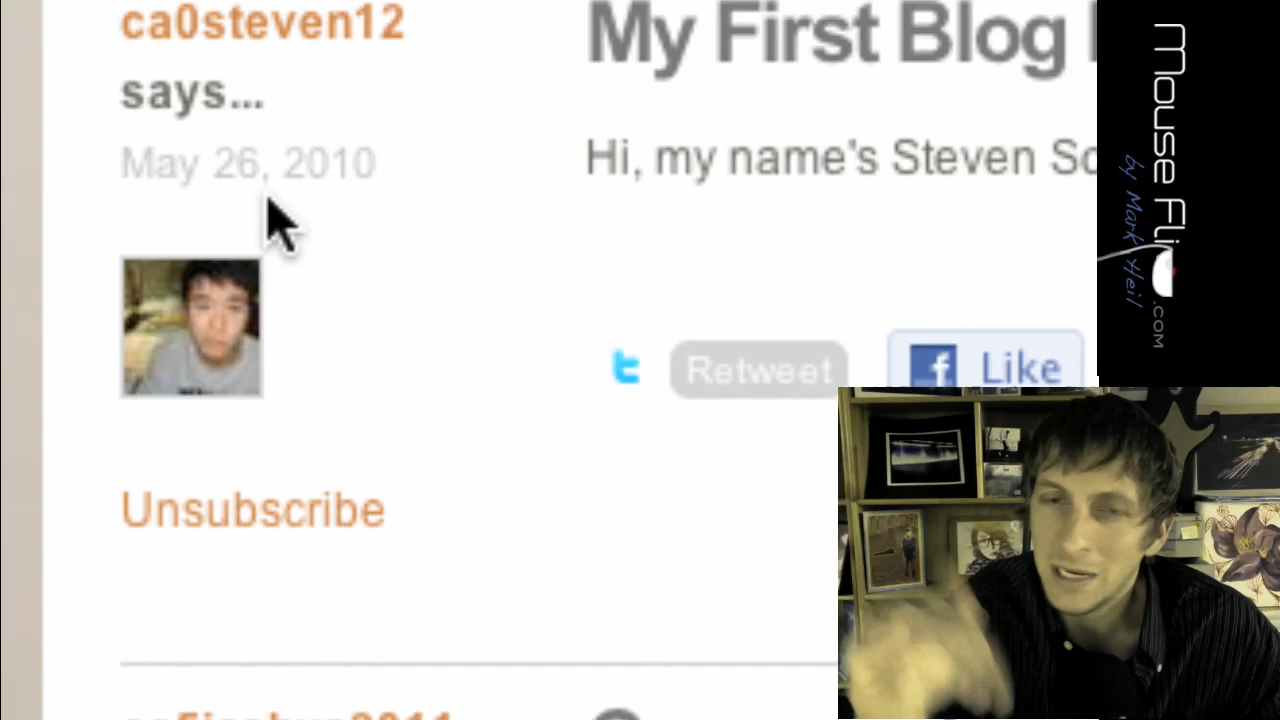 ca0steven12
says...
May 26, 2010
My First Blog
Hi, my name's Steven
Retweet
f Like
Unsubscribe
Mouse Fli
.COM
by Mark Heil